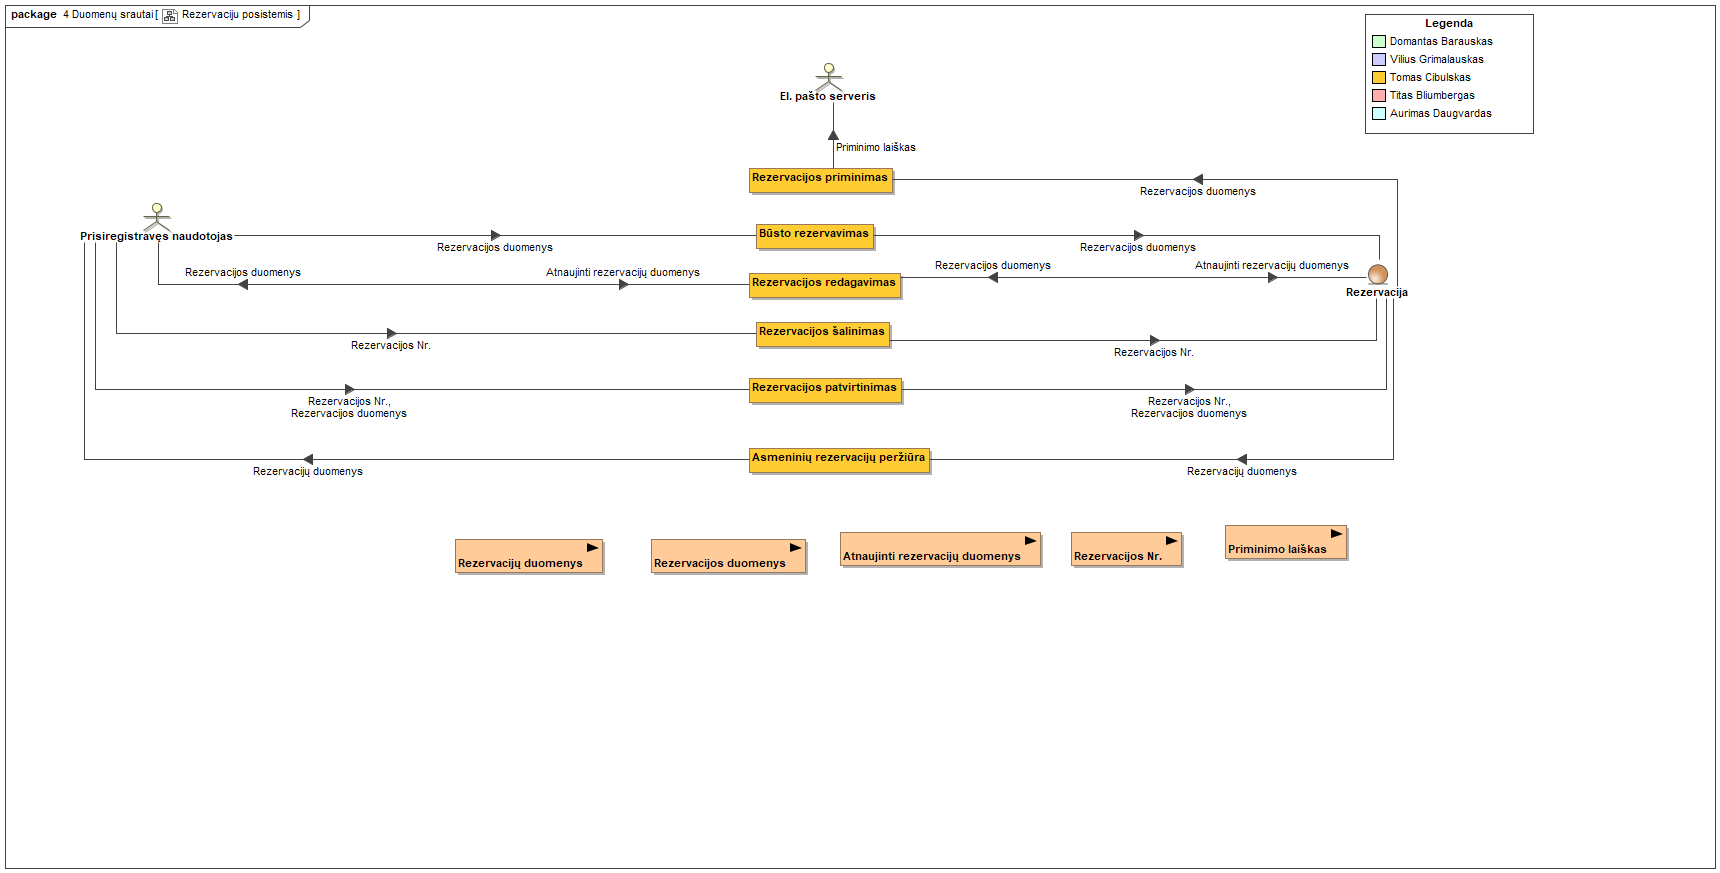 package 4 Duomenų srautai [ Rezervaciju posistemis ]
Legenda
Domantas Barauskas
Vilius Grimalauskas
Tomas Cibulskas
Titas Bliumbergas
Aurimas Daugvardas
El. pašto serveris
Priminimo laiškas
Rezervacijos priminimas
Rezervacijos duomenys
Prisiregistravęs naudotojas
Rezervacijos duomenys
Būsto rezervavimas
Rezervacijos duomenys
Rezervacijos duomenys
Atnaujinti rezervacijų duomenys
Rezervacijos redagavimas
Rezervacijos duomenys
Atnaujinti rezervacijų duomenys
Rezervacija
Rezervacijos Nr.
Rezervacijos šalinimas
Rezervacijos Nr.
Rezervacijos Nr.,
Rezervacijos duomenys
Rezervacijos patvirtinimas
Rezervacijos Nr.,
Rezervacijos duomenys
Rezervacijų duomenys
Asmeninių rezervacijų peržiūra
Rezervacijų duomenys
Rezervacijų duomenys
Rezervacijos duomenys
Atnaujinti rezervacijų duomenys
Rezervacijos Nr.
Priminimo laiškas